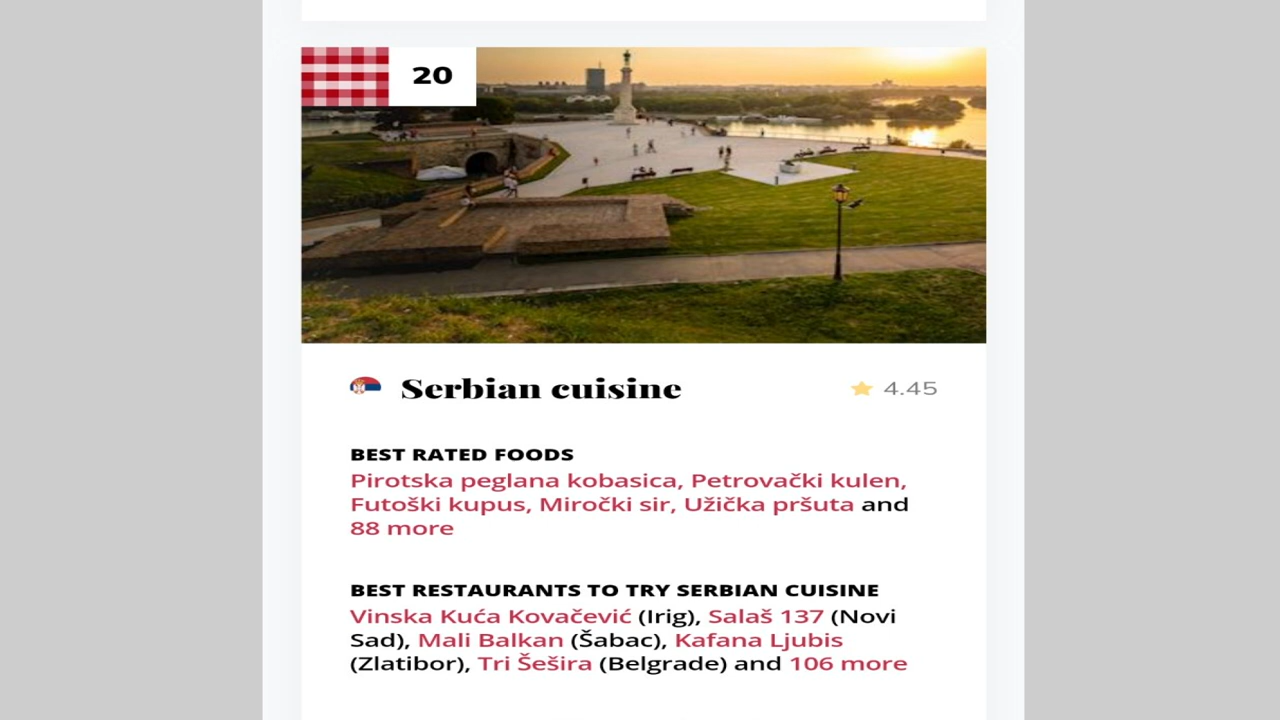 20
Serbian cuisine
4.45
BEST RATED FOODS
Pirotska peglana kobasica, Petrovački kulen,
Futoški kupus, Miročki sir, Užička pršuta and
88 more
BEST RESTAURANTS TO TRY SERBIAN CUISINE
Vinska Kuća Kovačević (Irig), Salaš 137 (Novi
Sad), Mali Balkan (Šabac), Kafana Ljubis
(Zlatibor), Tri Šešira (Belgrade) and 106 more